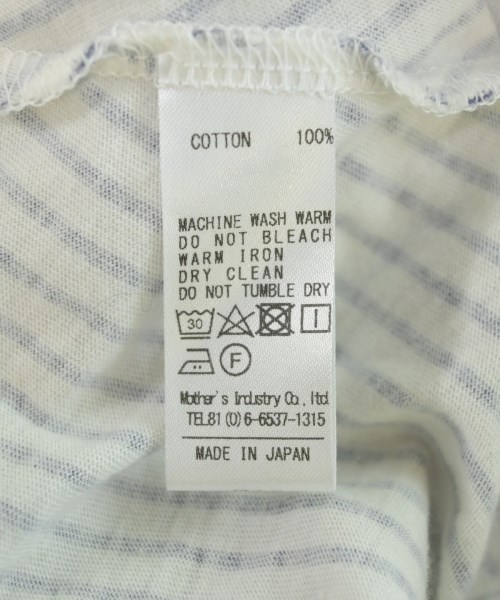 COTTON 100%
MACHINE WASH WARM
DO NOT BLEACH
WARM IRON
DRY CLEAN
DO NOT TUMBLE DRY
30
F
Mother's Industry Co., ltd.
TEL81(0)6-6537-1315
MADE IN JAPAN